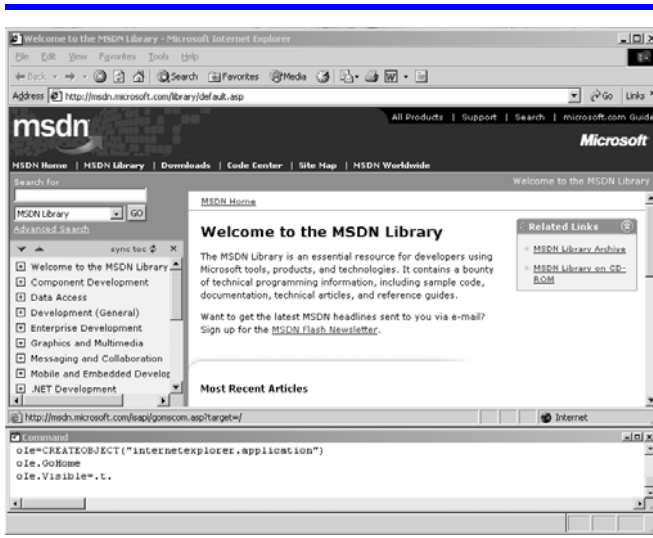 Welcome to the MSDN Library - Microsoft Internet Explorer
File Edit View Favorites Tools Help
Back Search Favorites Media
Address http://msdn.microsoft.com/library/default.asp Go Links
All Products | Support | Search | microsoft.com Guide
msdn
Microsoft
MSDN Home | MSDN Library | Downloads | Code Center | Site Map | MSDN Worldwide
Search for
Welcome to the MSDN Library
MSDN Library GO
Advanced Search
sync toc X
Welcome to the MSDN Library
Component Development
Data Access
Development (General)
Enterprise Development
Graphics and Multimedia
Messaging and Collaboration
Mobile and Embedded Develop
.NET Development
MSDN Home
Welcome to the MSDN Library
The MSDN Library is an essential resource for developers using
Microsoft tools, products, and technologies. It contains a bounty
of technical programming information, including sample code,
documentation, technical articles, and reference guides.
Want to get the latest MSDN headlines sent to you via e-mail?
Sign up for the MSDN Flash Newsletter.
Most Recent Articles
Related Links
MSDN Library Archive
MSDN Library on CD-
ROM
http://msdn.microsoft.com/isapi/gomscom.asp?target=/ Internet
Command
oIe=CREATEOBJECT("internetexplorer.application")
oIe.GoHome
oIe.Visible=.t.